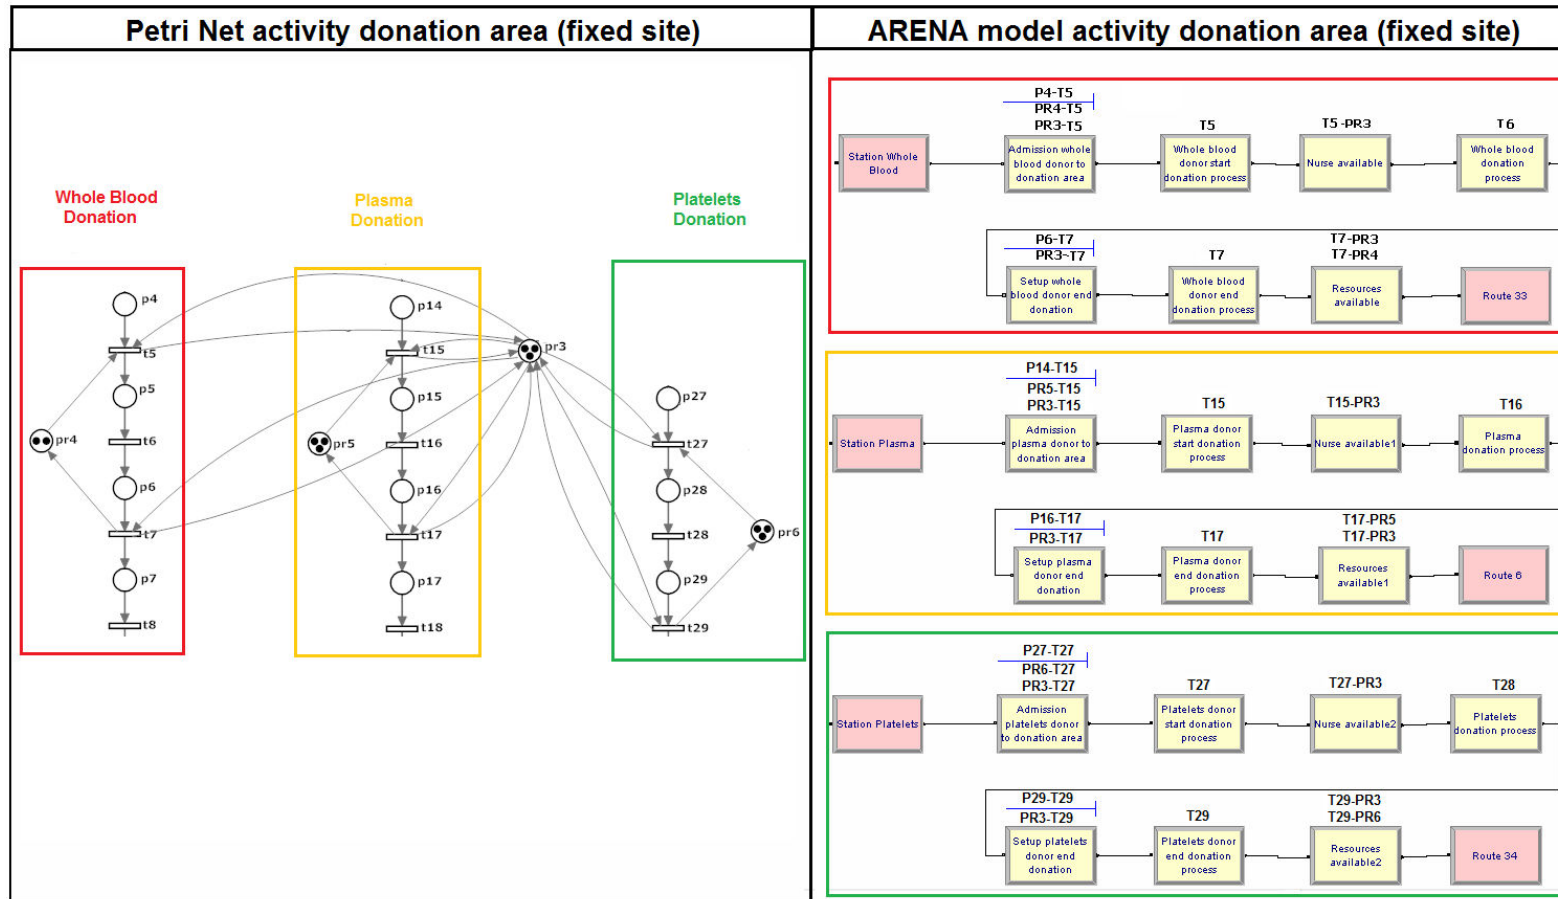 Petri Net activity donation area (fixed site)
ARENA model activity donation area (fixed site)
Whole Blood
Donation
Plasma
Donation
Platelets
Donation
p4
t5
p5
pr4
t6
p6
t7
p7
t8
p14
t15
p15
pr5
t16
p16
t17
p17
t18
pr3
p27
t27
p28
t28
pr6
p29
t29
P4-T5
PR4-T5
PR3-T5
T5
T5-PR3
T6
Station Whole
Blood
Admission whole
blood donor to
donation area
Whole blood
donor start
donation process
Nurse available
Whole blood
donation
process
P6-T7
PR3-T7
T7
T7-PR3
T7-PR4
Setup whole
blood donor end
donation
Whole blood
donor end
donation process
Resources
available
Route 33
P14-T15
PR5-T15
PR3-T15
T15
T15-PR3
T16
Station Plasma
Admission
plasma donor to
donation area
Plasma donor
start donation
process
Nurse available1
Plasma
donation process
P16-T17
PR3-T17
T17
T17-PR5
T17-PR3
Setup plasma
donor end
donation
Plasma donor
end donation
process
Resources
available1
Route 6
P27-T27
PR6-T27
PR3-T27
T27
T27-PR3
T28
Station Platelets
Admission
platelets donor
to donation area
Platelets donor
start donation
process
Nurse available2
Platelets
donation process
P29-T29
PR3-T29
T29
T29-PR3
T29-PR6
Setup platelets
donor end
donation
Platelets donor
end donation
process
Resources
available2
Route 34